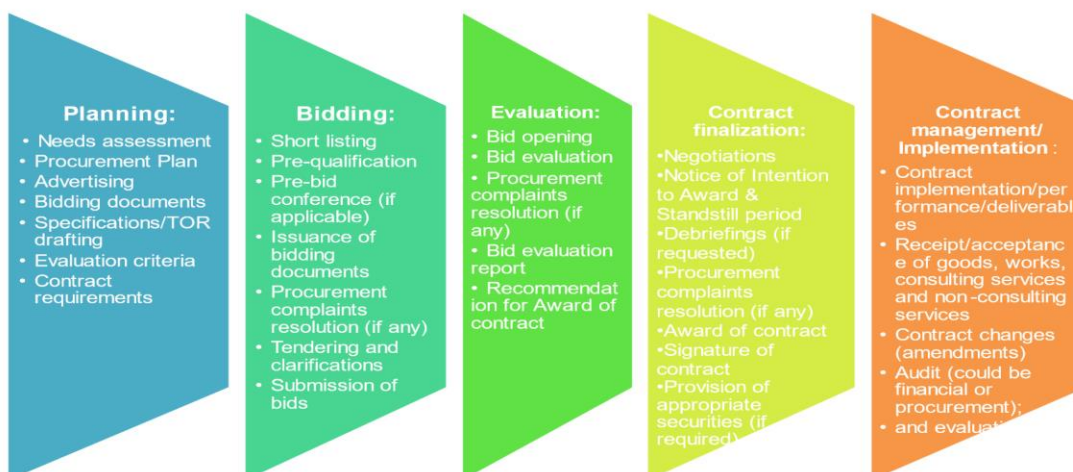 Planning:
• Needs assessment
• Procurement Plan
• Advertising
• Bidding documents
• Specifications/TOR
drafting
• Evaluation criteria
• Contract
requirements
Bidding:
• Short listing
• Pre-qualification
• Pre-bid
conference (if
applicable)
• Issuance of
bidding
documents
• Procurement
complaints
resolution (if any)
• Tendering and
clarifications
• Submission of
bids
Evaluation:
• Bid opening
• Bid evaluation
• Procurement
complaints
resolution (if
any)
• Bid evaluation
report
• Recommendat
ion for Award of
contract
Contract
finalization:
•Negotiations
•Notice of Intention
to Award &
Standstill period
•Debriefings (if
requested)
•Procurement
complaints
resolution (if any)
•Award of contract
•Signature of
contract
•Provision of
appropriate
securities (if
required)
Contract
management/
Implementation :
• Contract
implementation/per
formance/deliverabl
es
• Receipt/acceptanc
e of goods, works,
consulting services
and non-consulting
services
• Contract changes
(amendments)
• Audit (could be
financial or
procurement);
• and